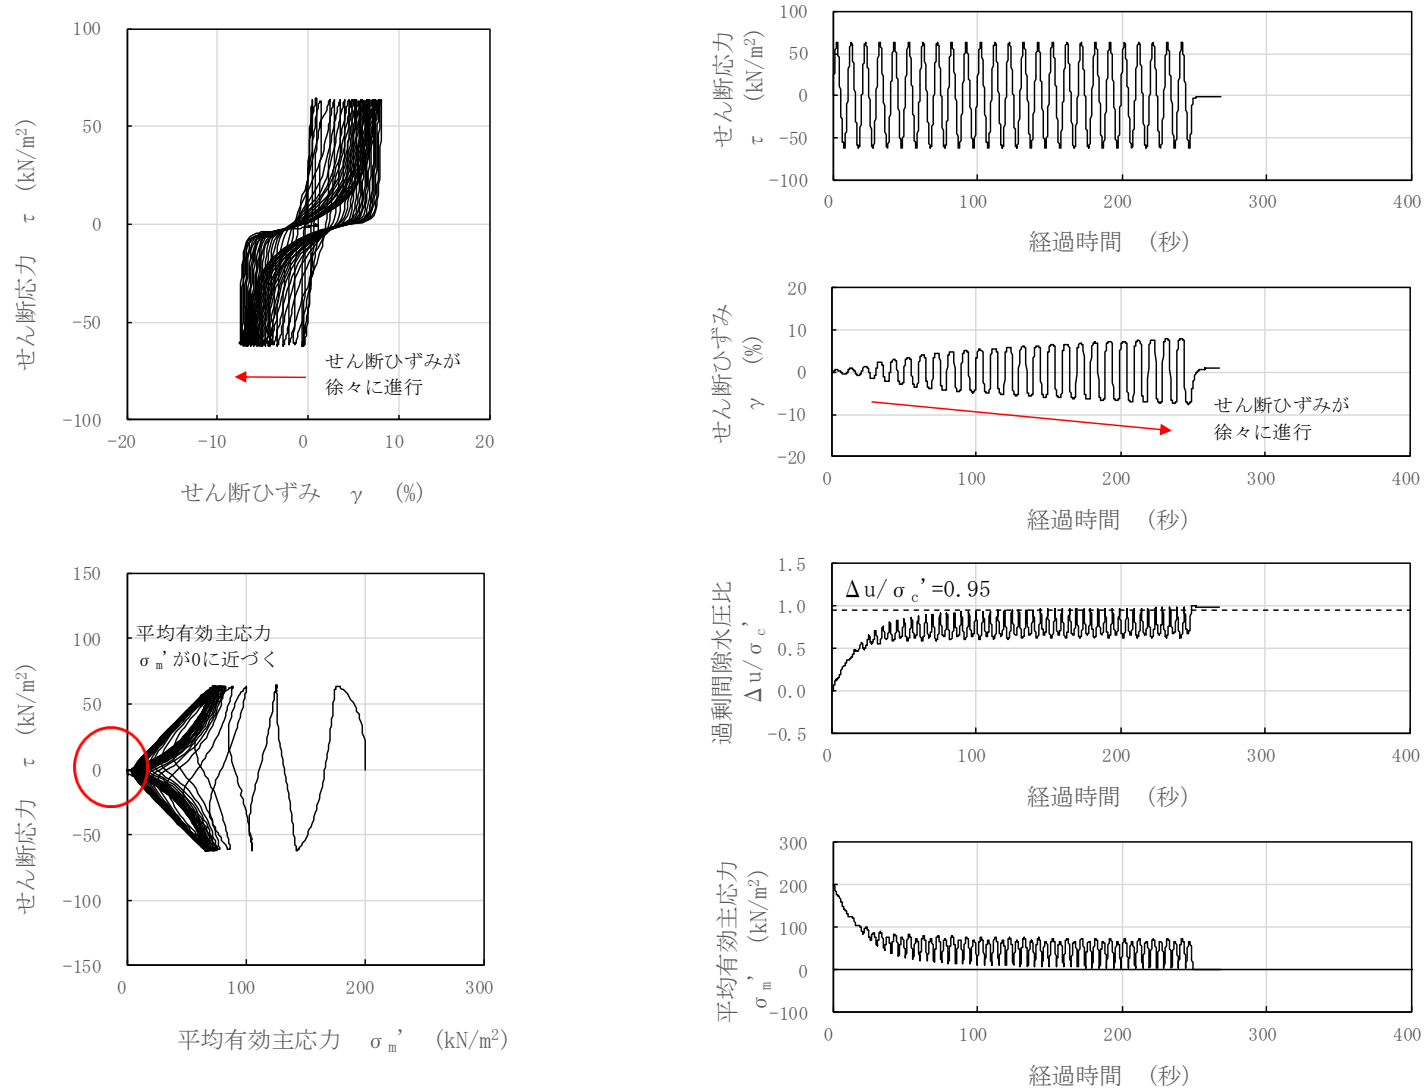 100
50
0
-50
-100
-20
-10
0
10
20
せん断応力 τ (kN/m²)
せん断ひずみ γ (%)
せん断ひずみが
徐々に進行
150
100
50
0
-50
-100
-150
0
100
200
300
せん断応力 τ (kN/m²)
平均有効主応力 σm' (kN/m²)
平均有効主応力
σm'が0に近づく
100
50
0
-50
-100
0
100
200
300
400
せん断応力
τ (kN/m²)
経過時間 (秒)
20
10
0
-10
-20
0
100
200
300
400
せん断ひずみ
γ (%)
経過時間 (秒)
せん断ひずみが
徐々に進行
1.5
1.0
0.5
0.0
-0.5
0
100
200
300
400
過剰間隙水圧比
Δu/σc'
Δu/σc'=0.95
経過時間 (秒)
300
200
100
0
-100
0
100
200
300
400
平均有効主応力
σm' (kN/m²)
経過時間 (秒)